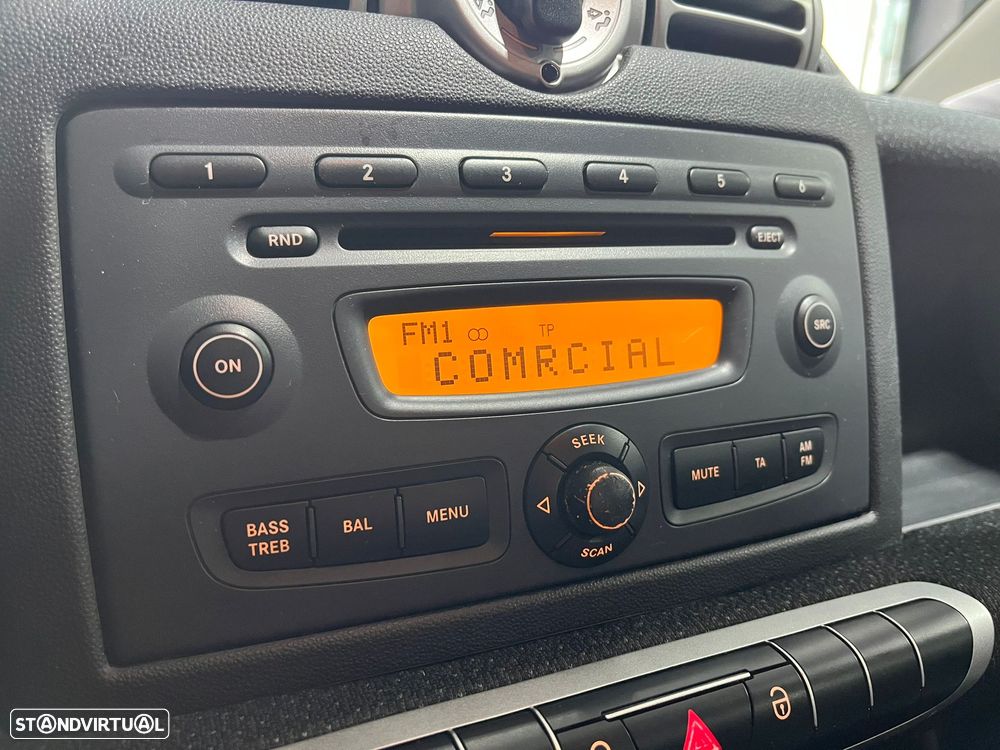 1 2 3 4 5 6
RND EJECT
FM1 TP
COMRCIAL
ON SRC
SEEK
BASS TREB BAL MENU
MUTE TA AM FM
SCAN
STANDVIRTUAL